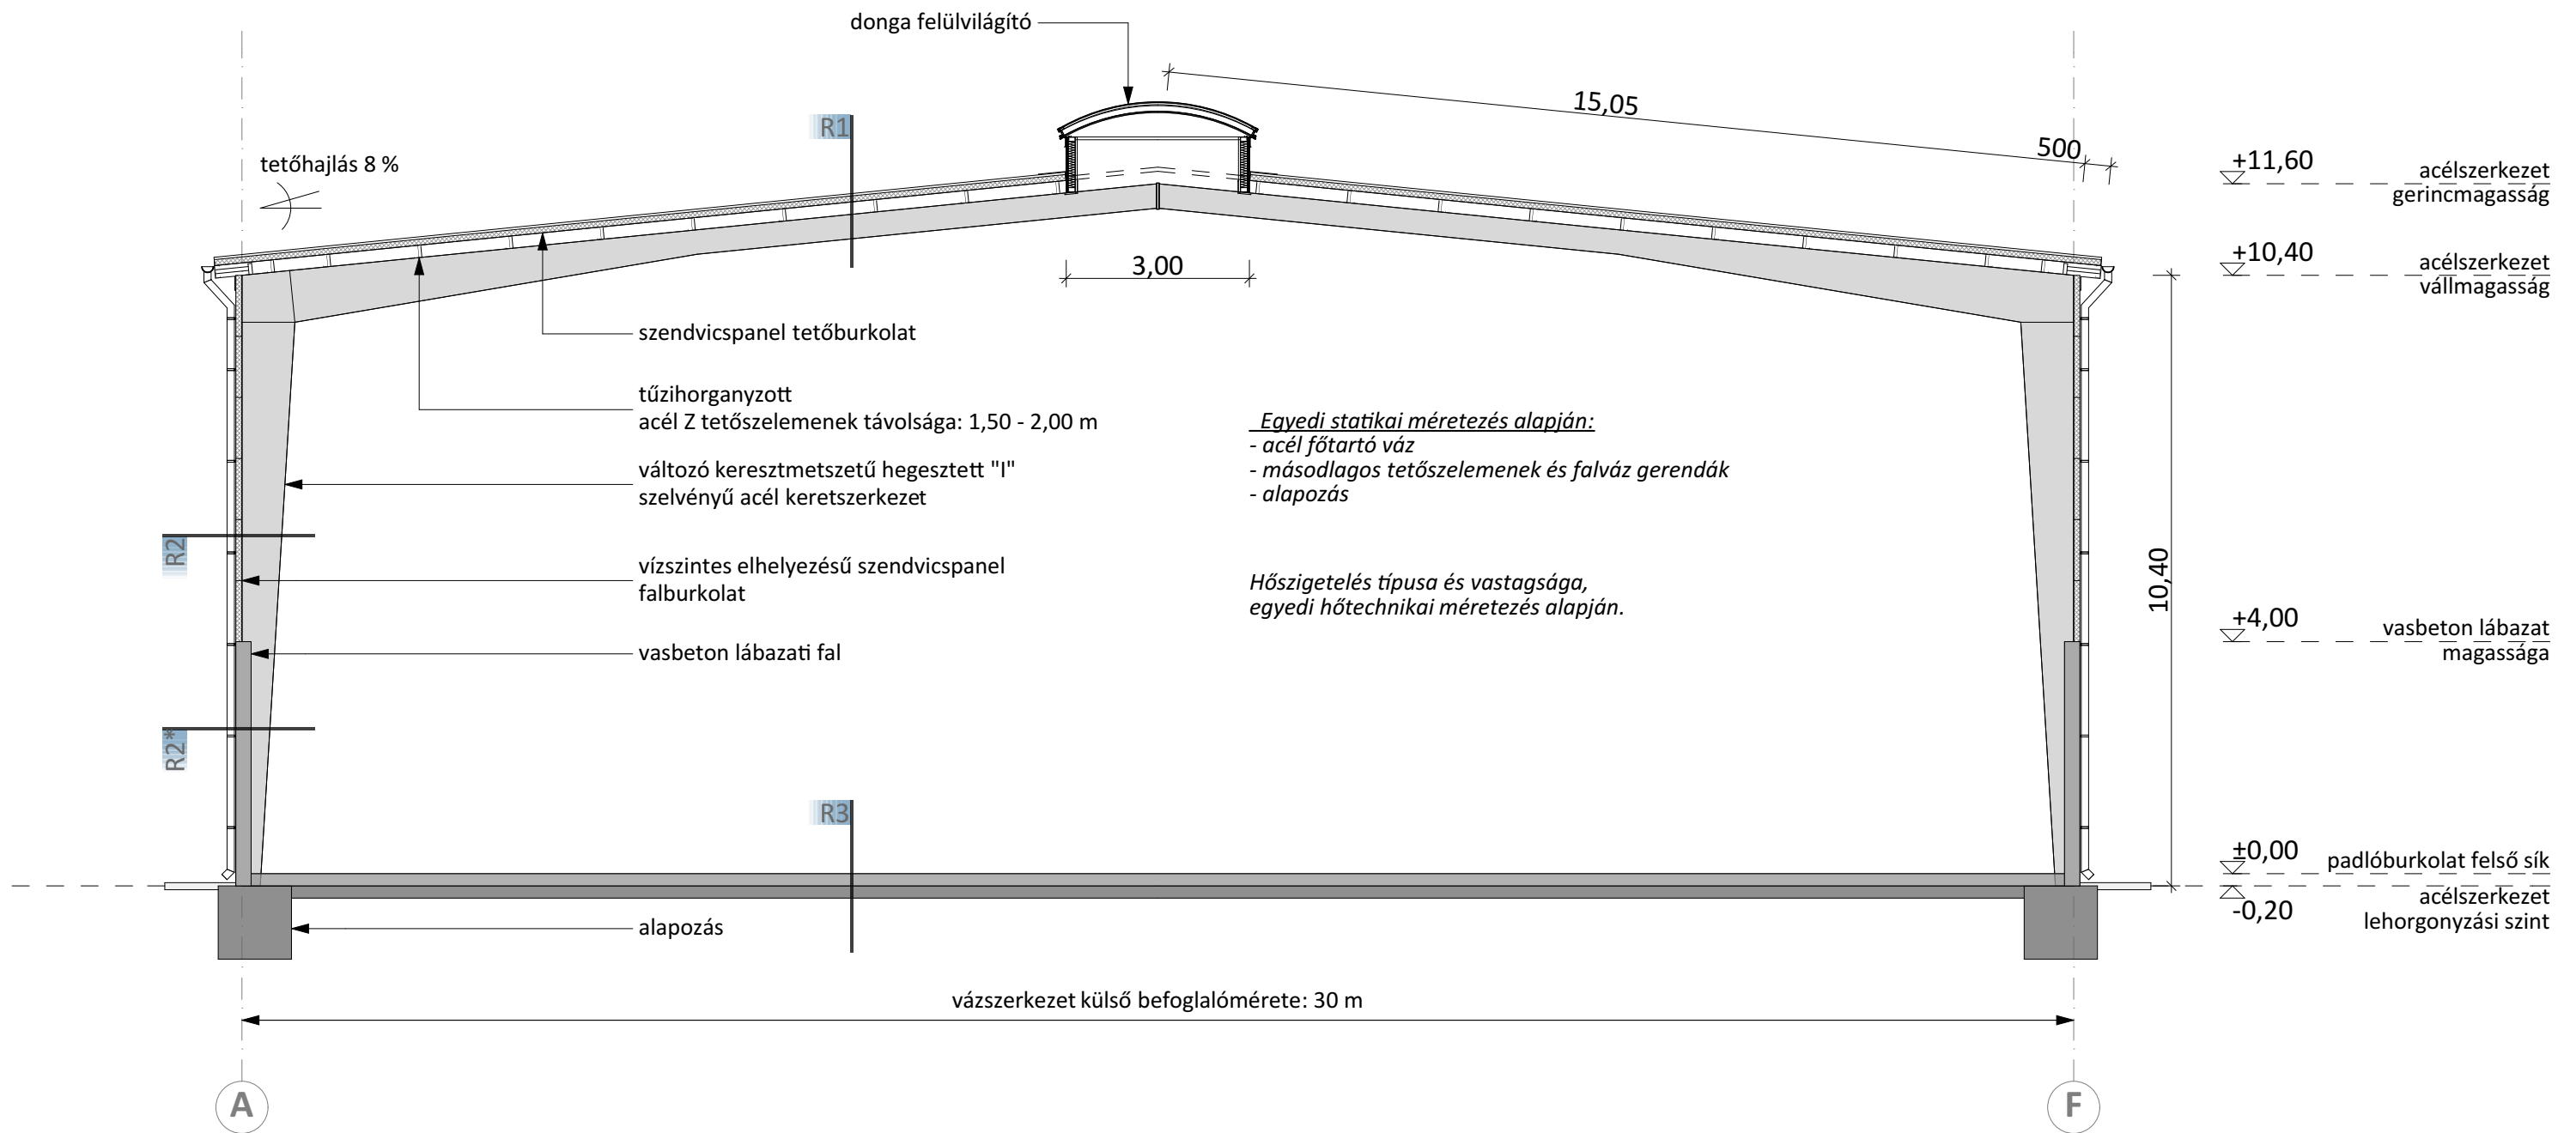 donga felülvilágító
15,05
500
R1
tetőhajlás 8 %
+11,60
acélszerkezet
gerincmagasság
+10,40
acélszerkezet
vállmagasság
3,00
szendvicspanel tetőburkolat
tűzihorganyzott
acél Z tetőszelemenek távolsága: 1,50 - 2,00 m
változó keresztmetszetű hegesztett "I"
szelvényű acél keretszerkezet
Egyedi statikai méretezés alapján:
- acél főtartó váz
- másodlagos tetőszelemenek és falváz gerendák
- alapozás
R2
vízszintes elhelyezésű szendvicspanel
falburkolat
Hőszigetelés típusa és vastagsága,
egyedi hőtechnikai méretezés alapján.
10,40
+4,00
vasbeton lábazat
magassága
vasbeton lábazati fal
R2*
R3
±0,00
padlóburkolat felső sík
acélszerkezet
lehorgonyzási szint
-0,20
alapozás
vázszerkezet külső befoglalómérete: 30 m
A
F